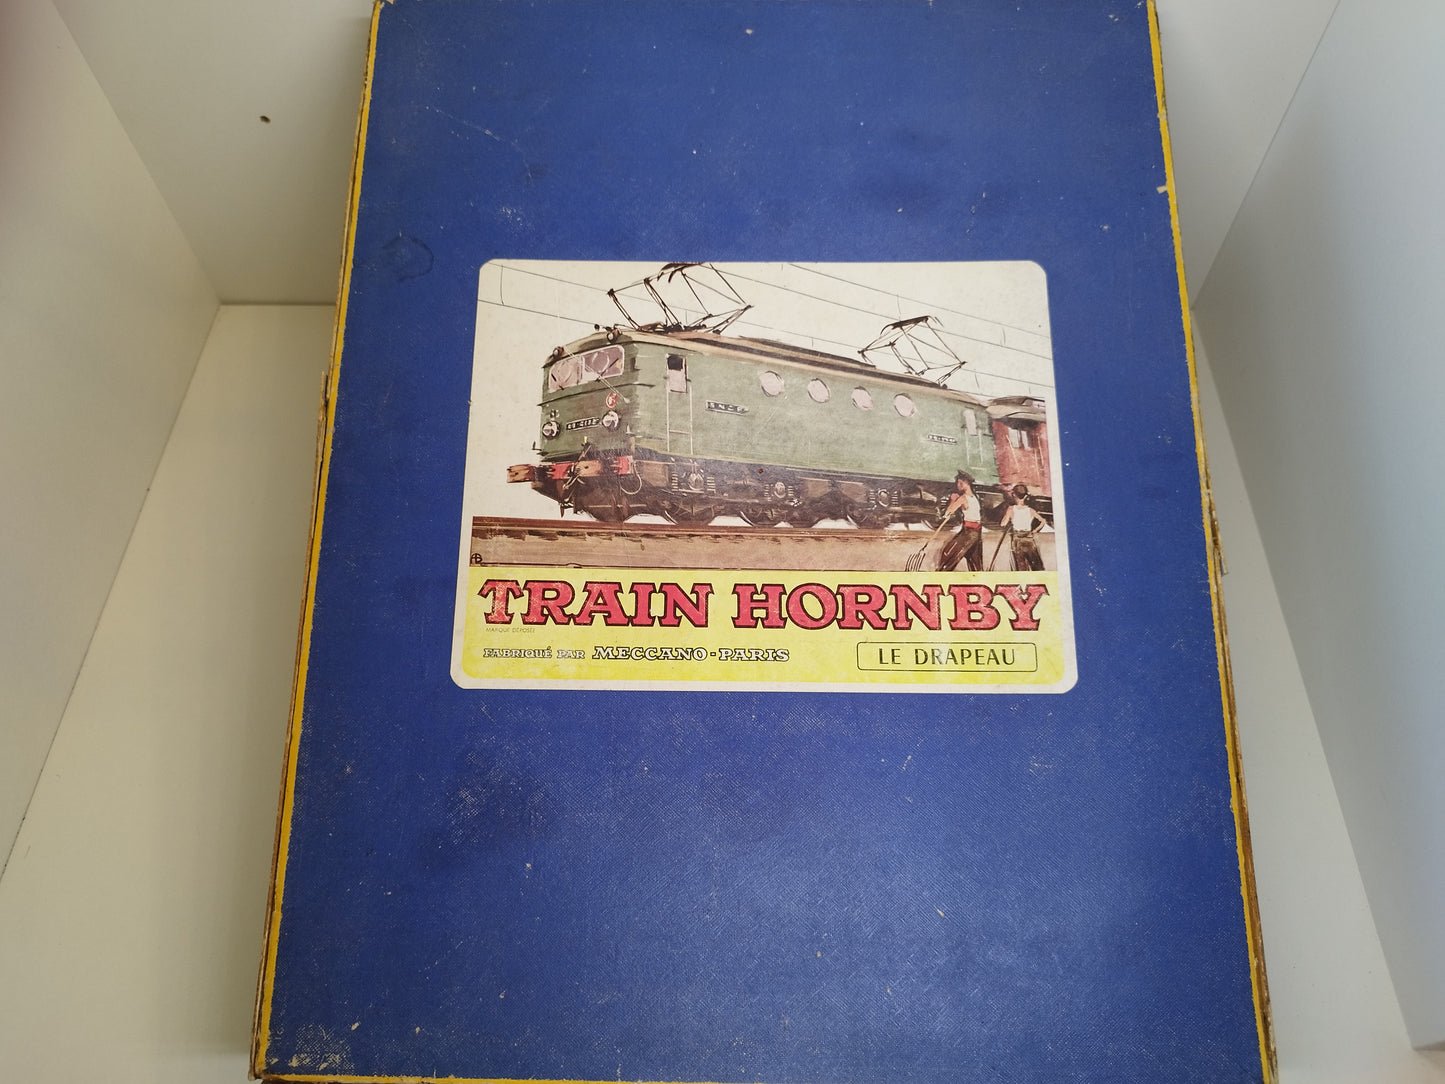 S.N.C.F.
TRAIN HORNBY
MARQUE DÉPOSÉE
FABRIQUÉ PAR MECCANO-PARIS
LE DRAPEAU